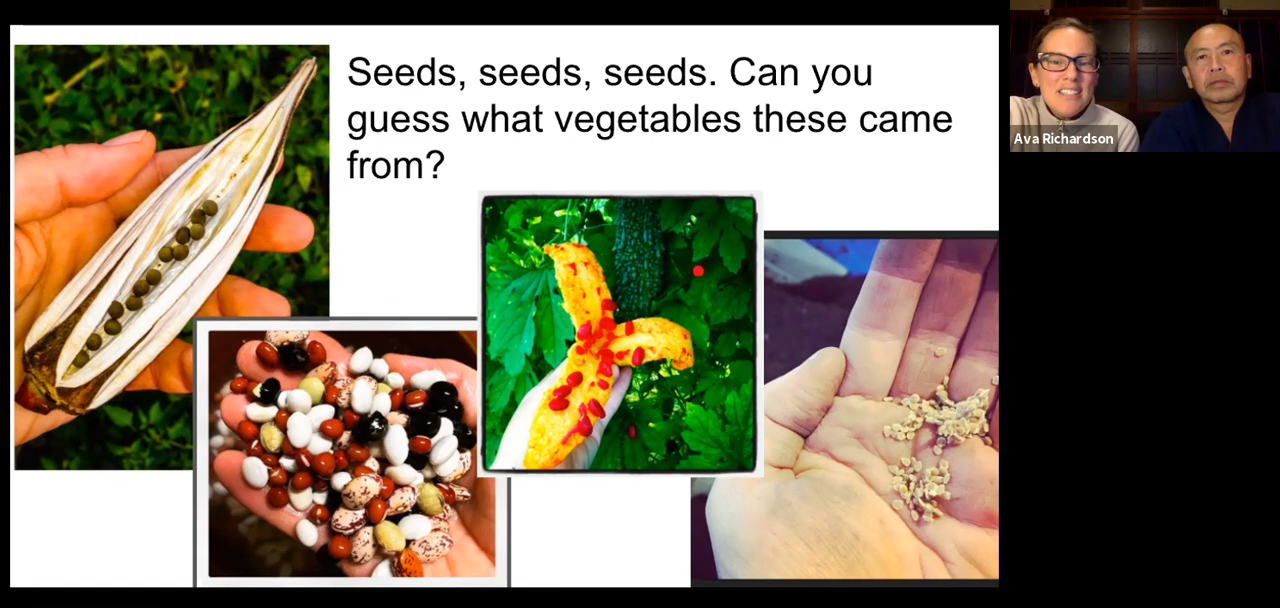 Seeds, seeds, seeds. Can you
guess what vegetables these came
from?
Ava Richardson